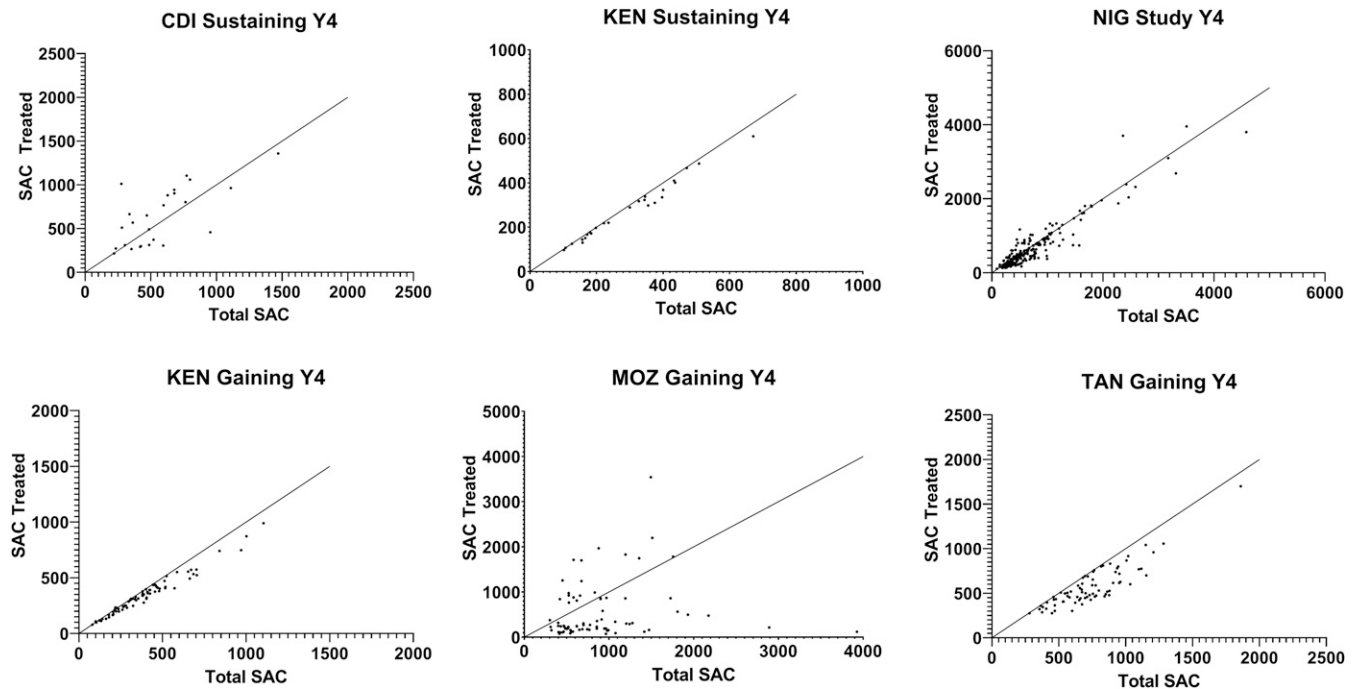 CDI Sustaining Y4
2500
2000
1500
1000
500
0
SAC Treated
0 500 1000 1500 2000 2500
Total SAC
KEN Sustaining Y4
1000
800
600
400
200
0
SAC Treated
0 200 400 600 800 1000
Total SAC
NIG Study Y4
6000
4000
2000
0
SAC Treated
0 2000 4000 6000
Total SAC
KEN Gaining Y4
2000
1500
1000
500
0
SAC Treated
0 500 1000 1500 2000
Total SAC
MOZ Gaining Y4
5000
4000
3000
2000
1000
0
SAC Treated
0 1000 2000 3000 4000
Total SAC
TAN Gaining Y4
2500
2000
1500
1000
500
0
SAC Treated
0 500 1000 1500 2000 2500
Total SAC